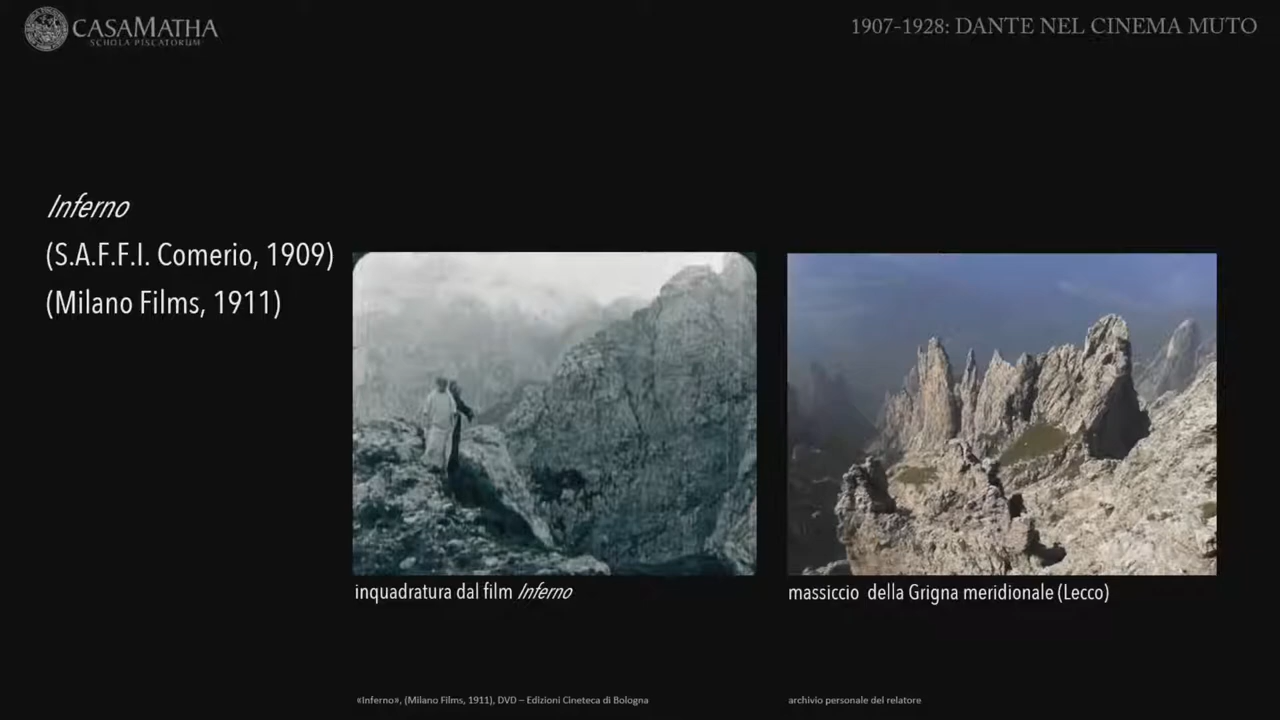 CASAMATHA
SCHOLA PISCATORUM
1907-1928: DANTE NEL CINEMA MUTO
Inferno
(S.A.F.F.I. Comerio, 1909)
(Milano Films, 1911)
inquadratura dal film Inferno
massiccio della Grigna meridionale (Lecco)
«Inferno», (Milano Films, 1911), DVD – Edizioni Cineteca di Bologna
archivio personale del relatore